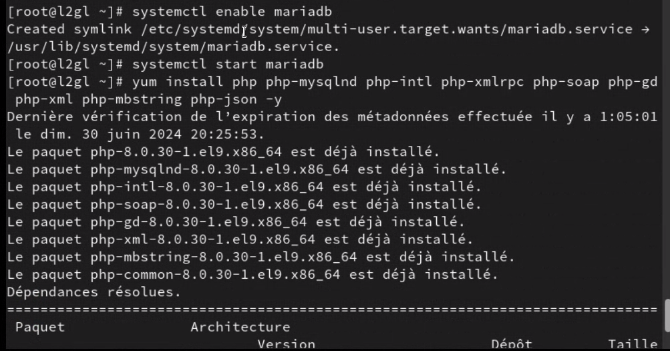 [root@l2gl ~]# systemctl enable mariadb
Created symlink /etc/systemd/system/multi-user.target.wants/mariadb.service →
/usr/lib/systemd/system/mariadb.service.
[root@l2gl ~]# systemctl start mariadb
[root@l2gl ~]# yum install php php-mysqlnd php-intl php-xmlrpc php-soap php-gd
php-xml php-mbstring php-json -y
Dernière vérification de l’expiration des métadonnées effectuée il y a 1:05:01
le dim. 30 juin 2024 20:25:53.
Le paquet php-8.0.30-1.el9.x86_64 est déjà installé.
Le paquet php-mysqlnd-8.0.30-1.el9.x86_64 est déjà installé.
Le paquet php-intl-8.0.30-1.el9.x86_64 est déjà installé.
Le paquet php-soap-8.0.30-1.el9.x86_64 est déjà installé.
Le paquet php-gd-8.0.30-1.el9.x86_64 est déjà installé.
Le paquet php-xml-8.0.30-1.el9.x86_64 est déjà installé.
Le paquet php-mbstring-8.0.30-1.el9.x86_64 est déjà installé.
Le paquet php-common-8.0.30-1.el9.x86_64 est déjà installé.
Dépendances résolues.
================================================================================
Paquet Architecture
Version Dépôt Taille